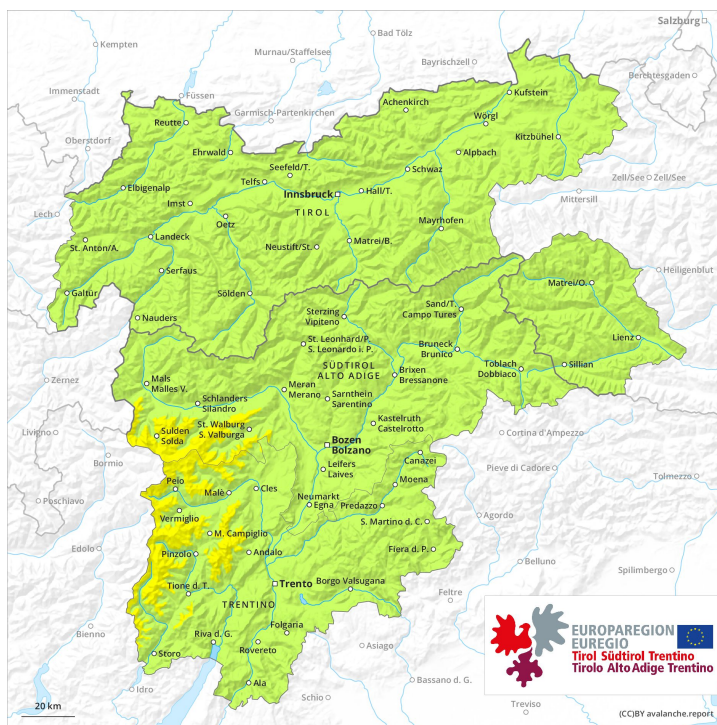 Salzburg
Kempten
Bad Tölz
Murnau/Staffelsee
Bayrischzell
Berchtesgaden
Immenstadt
Füssen
Garmisch-Partenkirchen
Achenkirch
Kufstein
Wörgl
Reutte
Oberstdorf
Ehrwald
Kitzbühel
Alpbach
Seefeld/T.
Schwaz
Zell/See
Zell/See
Telfs
Elbigenalp
Innsbruck
Hall/T.
Mittersill
Imst
TIROL
Lech
Oetz
Mayrhofen
Landeck
St. Anton/A.
Neustift/St.
Matrei/B.
Serfaus
Heiligenblut
Galtür
Sölden
Matrei/O.
Nauders
Sterzing
Vipiteno
Sand/T.
Campo Tures
St. Leonhard/P.
S. Leonardo i. P.
Bruneck
Brunico
Lienz
SÜDTIROL
ALTO ADIGE
Toblach
Dobbiaco
Sillian
Brixen
Bressanone
Zernez
Mals
Malles V.
Meran
Merano
Sarnthein
Sarentino
Schlanders
Silandro
St. Walburg
S. Valburga
Kastelruth
Castelrotto
Livigno
Sulden
Solda
Bozen
Bolzano
Cortina d'Ampezzo
Bormio
Leifers
Laives
Canazei
Pieve di Cadore
Tolmezzo
Peio
Malè
Cles
Moena
Poschiavo
Neumarkt
Egna
Predazzo
Vermiglio
Agordo
M. Campiglio
S. Martino d. C.
Edolo
Pinzolo
Andalo
Fiera d. P.
Belluno
Spilimbergo
Trento
Borgo Valsugana
Tione d. T.
Feltre
TRENTINO
Folgaria
Bienno
Riva d. G.
Rovereto
Storo
Asiago
Bassano d. G.
Idro
Ala
Schio
Treviso
EUROPAREGION
EUREGIO
Tirol Südtirol Trentino
Tirolo Alto Adige Trentino
20 km
(CC)BY avalanche.report